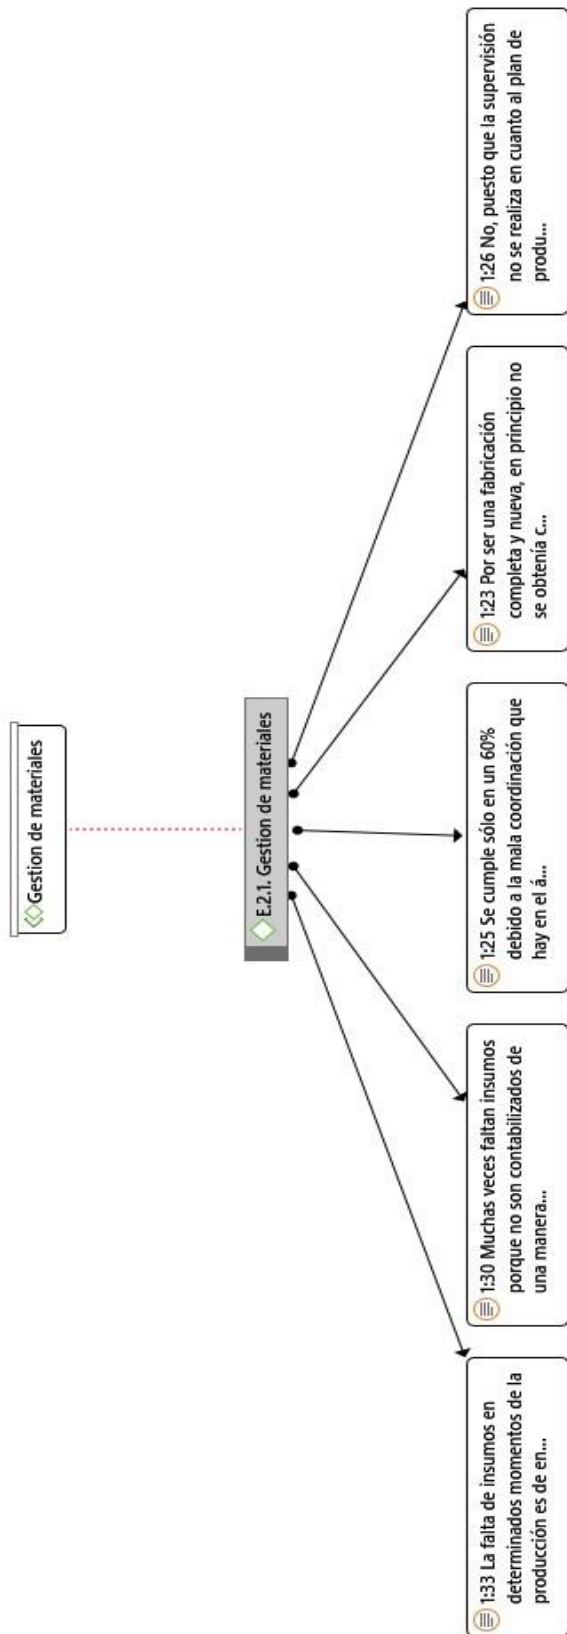 Gestion de materiales
E.2.1. Gestion de materiales
1:33 La falta de insumos en
determinados momentos de la
producción es de en...
1:30 Muchas veces faltan insumos
porque no son contabilizados de
una manera...
1:25 Se cumple sólo en un 60%
debido a la mala coordinación que
hay en el á...
1:23 Por ser una fabricación
completa y nueva, en principio no
se obtenía c...
1:26 No, puesto que la supervisión
no se realiza en cuanto al plan de
produ...